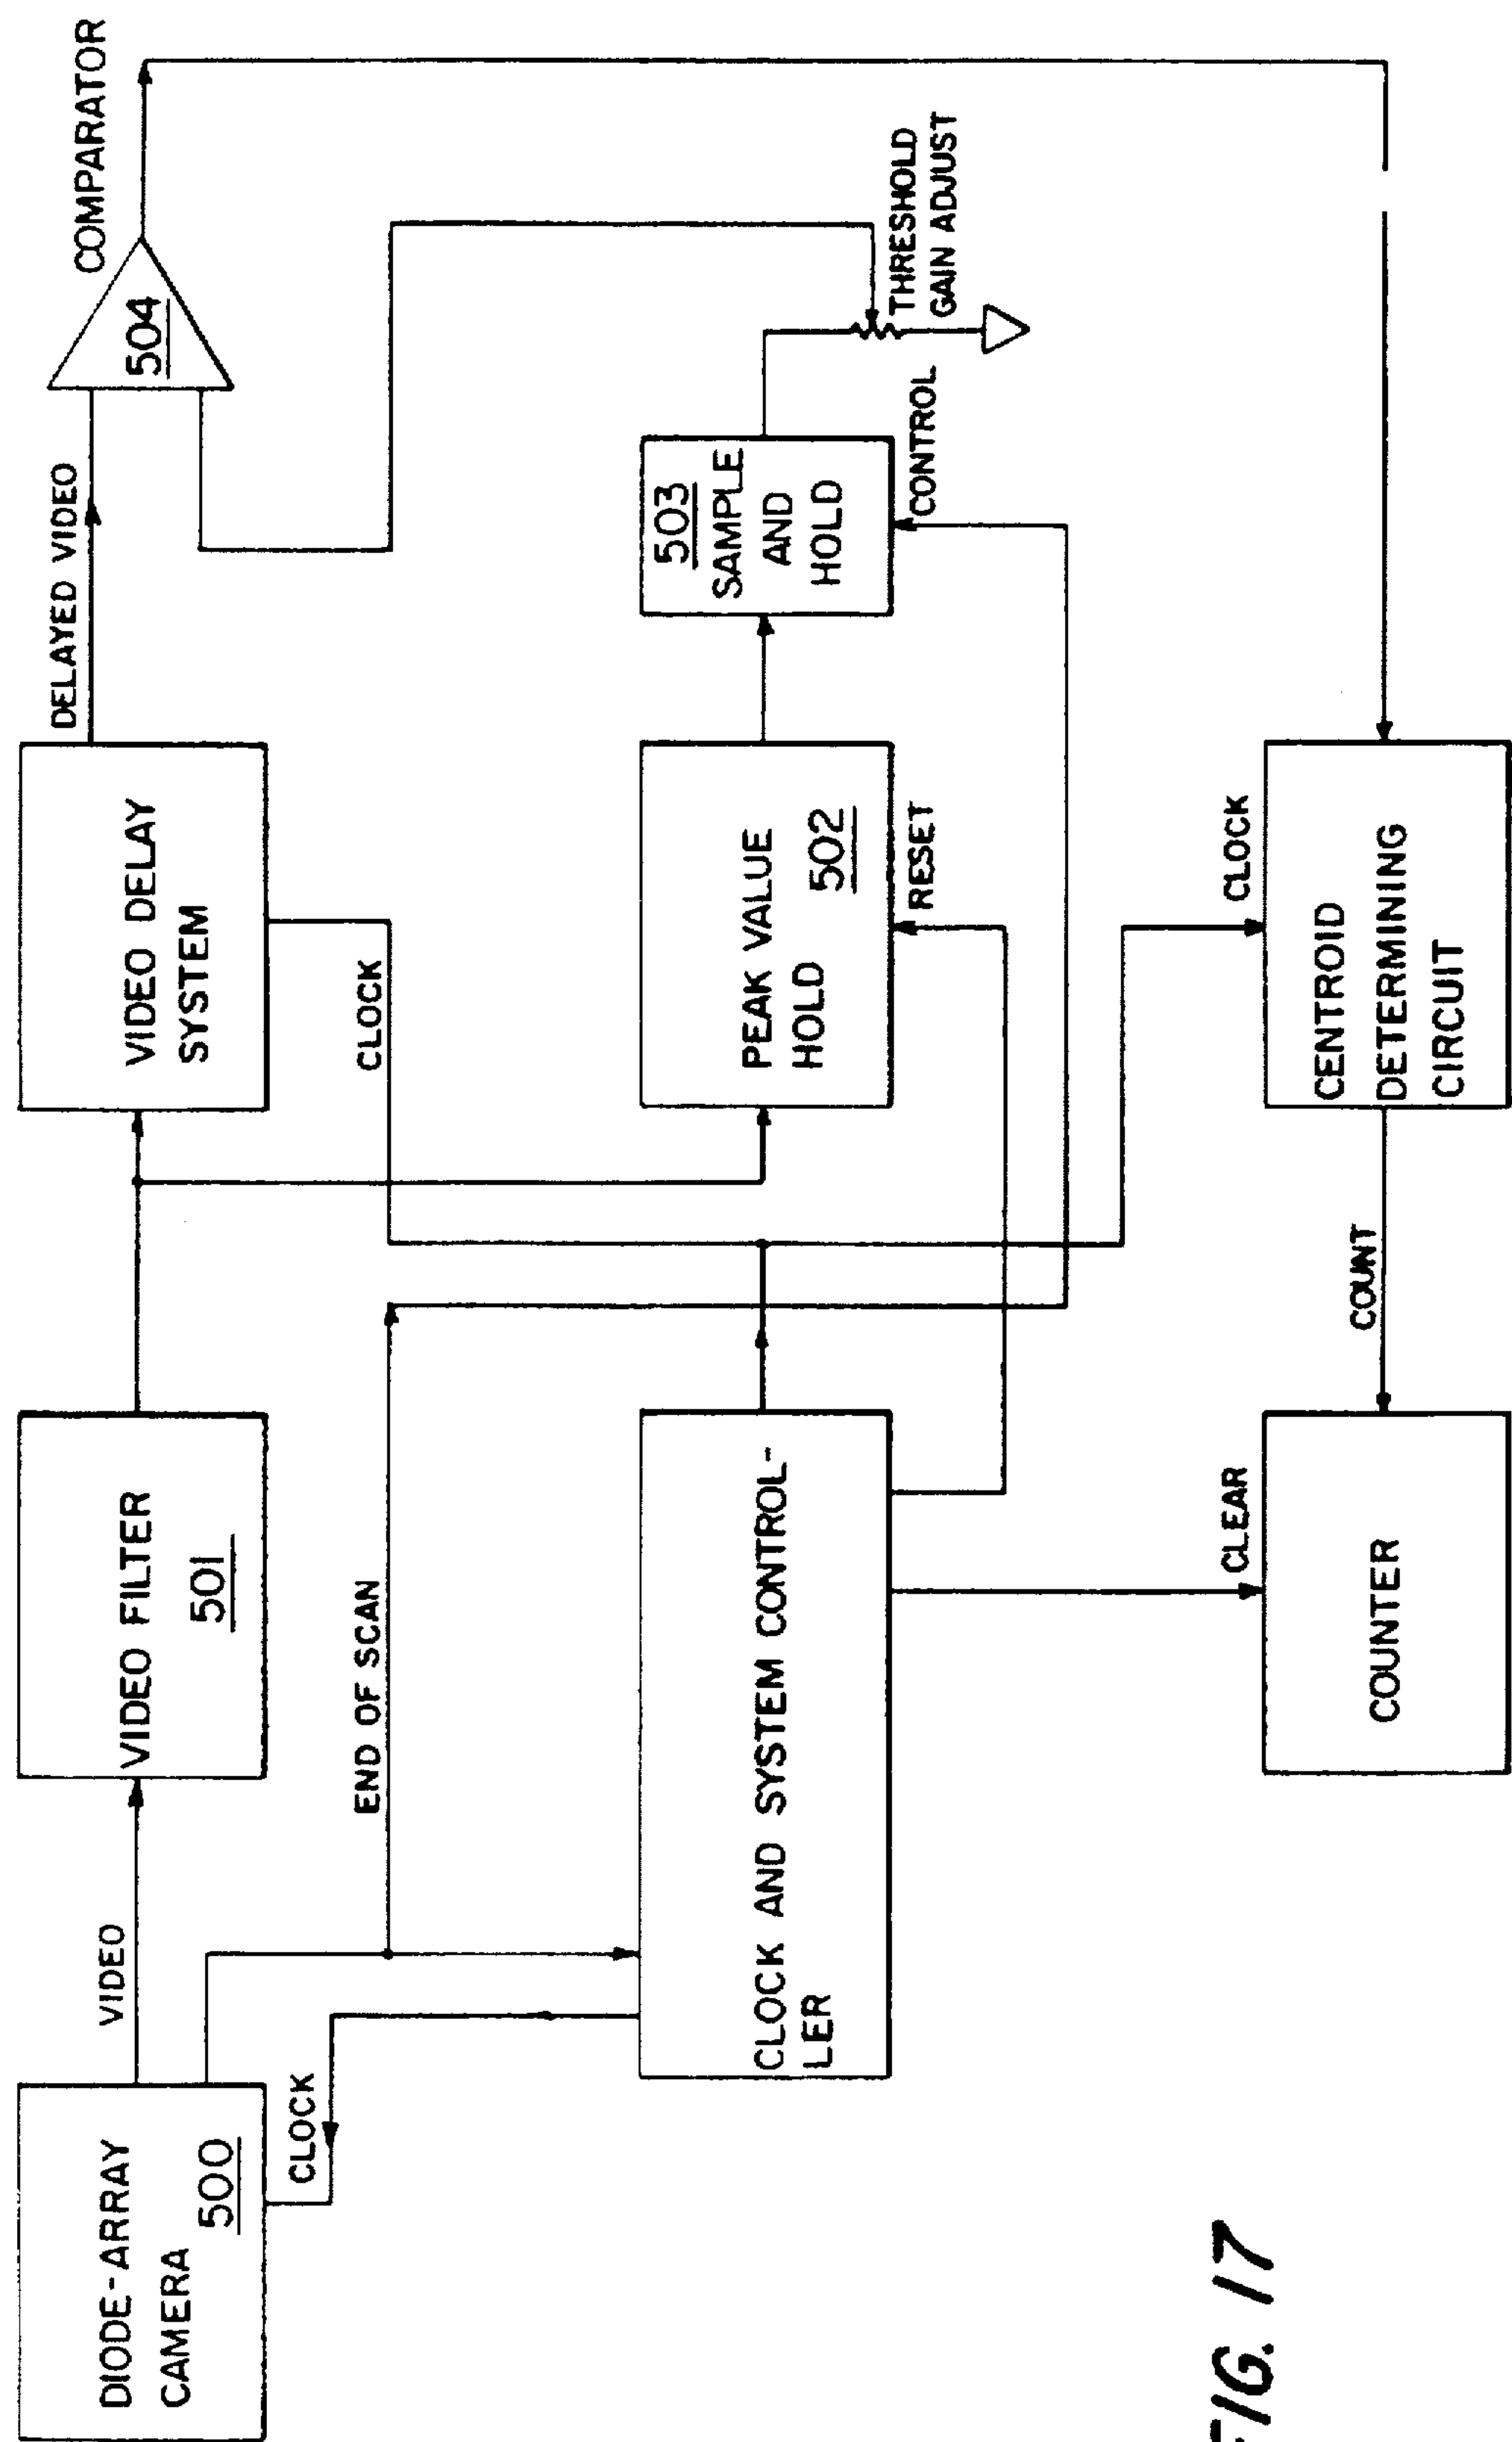 DIODE-ARRAY
CAMERA
500
VIDEO
VIDEO FILTER
501
VIDEO DELAY
SYSTEM
DELAYED VIDEO
COMPARATOR
504
CLOCK
END OF SCAN
CLOCK
CLOCK AND SYSTEM CONTROL-
LER
PEAK VALUE
HOLD 502
RESET
503
SAMPLE
AND
HOLD
CONTROL
THRESHOLD
GAIN ADJUST
CLEAR
COUNTER
COUNT
CLOCK
CENTROID
DETERMINING
CIRCUIT
FIG. 17